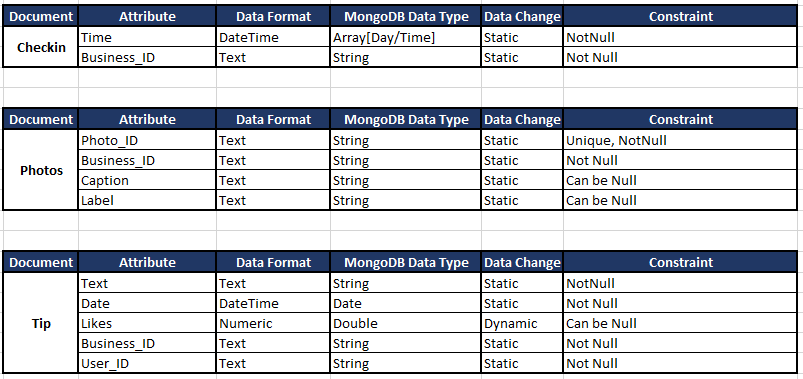 Document Attribute Data Format MongoDB Data Type Data Change Constraint
Checkin Time DateTime Array[Day/Time] Static NotNull
Business_ID Text String Static Not Null
Document Attribute Data Format MongoDB Data Type Data Change Constraint
Photos Photo_ID Text String Static Unique, NotNull
Business_ID Text String Static Not Null
Caption Text String Static Can be Null
Label Text String Static Can be Null
Document Attribute Data Format MongoDB Data Type Data Change Constraint
Tip Text Text String Static NotNull
Date DateTime Date Static Not Null
Likes Numeric Double Dynamic Can be Null
Business_ID Text String Static Not Null
User_ID Text String Static Not Null